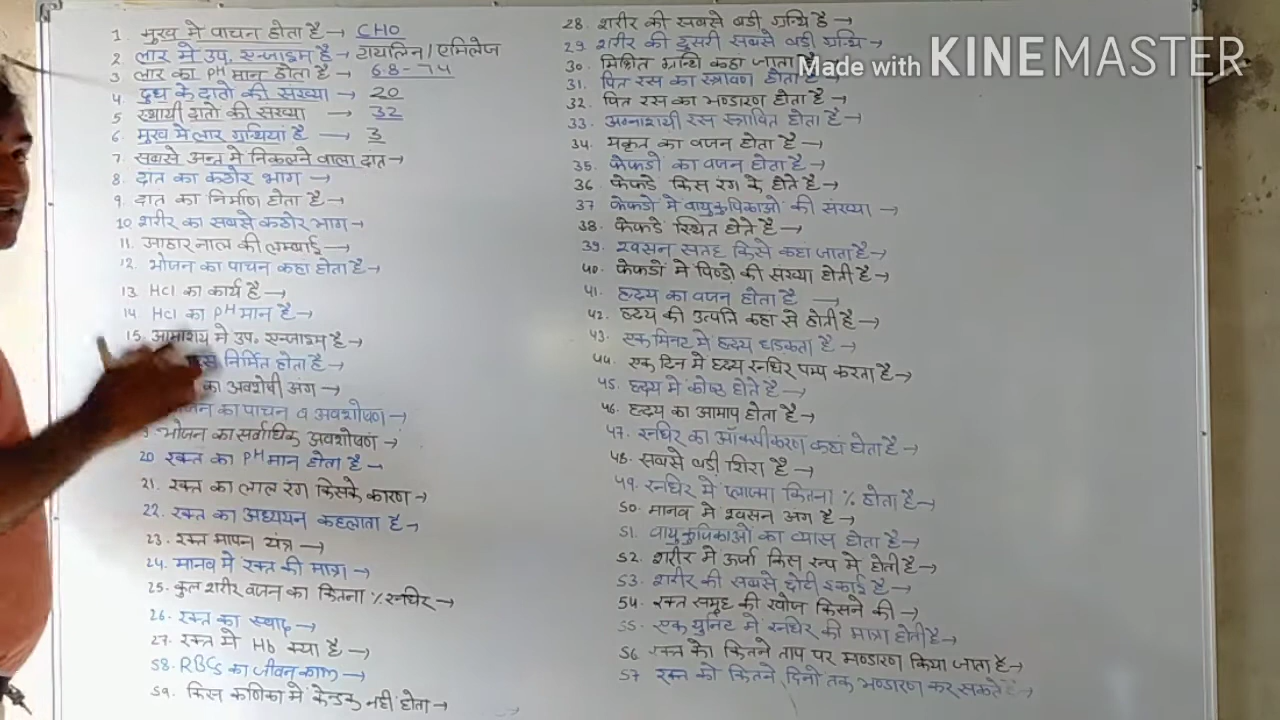 1. मुख मे पाचन होता है → CHO
2. लार मे उप. एन्जाइम है → टायलिन/एमिलेज
3 लार का PH मान होता है → 6.8-7.4
4. दुध के दातो की संख्या → 20
5 स्थायी दातो की संख्या → 32
6. मुख मे लार ग्रन्थियां है → 3
7. सबसे अन्त मे निकलने वाला दात→
8. दांत का कठोर भाग →
9. दात का निर्माण होता है →
10. शरीर का सबसे कठोर भाग→
11. आहार नाल की लम्बाई →
12. भोजन का पाचन कहा होता है→
13 HCl का कार्य है →
14. HCl का PH मान है→
15. आमाशय मे उप. एन्जाइम है→
निर्मित होता है→
का अवशेषी अंग →
का पाचन व अवशोषण →
भोजन का सर्वाधिक अवशोषण →
20 रक्त का PH मान होता है →
21. रक्त का लाल रंग किसके कारण →
22. रक्त का अध्ययन कहलाता है→
23. रक्त मापन यंत्र →
24. मानव मे रक्त की मात्रा →
25. कुल शरीर वजन का कितना % रूधिर→
26. रक्त का स्वाद →
27. रक्त मे Hb क्या है→
58. RBCs का जीवन काल →
59. किस कणिका मे केन्द्रक नही होता→
28. शरीर की सबसे बडी ग्रन्थि है →
29. शरीर की दुसरी सबसे बडी ग्रन्थि →
30. मिश्रित ग्रन्थि कहा जाता
31. पित रस का स्त्रावण होता है→
32. पित रस का भण्डारण होता है→
33. अग्नाशयी रस स्त्रावित होता है→
34. यकृत का वजन होता है→
35. फेफडो का वजन होता है→
36. फेफडे किस रंग के होते है→
37 फेफडो मे वायुकुपिकाओ की संख्या →
38. फेफडे स्थित होते है→
39. श्वसन सतह किसे कहा जाता है→
40. फेफडो मे पिण्डो की संख्या होती है→
41. ह्रदय का वजन होता है →
42. ह्रदय की उत्पति कहा से होती है→
43. एक मिनट मे ह्रदय धडकता है→
44. एक दिन मे ह्रदय रूधिर पम्प करता है→
45. ह्रदय मे कोष्ठ होते है→
46. ह्रदय का आमाप होता है→
47. रूधिर का ऑक्सीकरण कहां होता है→
48. सबसे बडी शिरा है→
49. रूधिर मे प्लाज्मा कितना % होता है→
50. मानव मे श्वसन अंग है→
51. वायुकुपिकाओ का व्यास होता है→
52. शरीर मे ऊर्जा किस रूप मे होती है→
53. शरीर की सबसे छोटी इकाई है→
54. रक्त समूह की खोज किसने की →
55. एक युनिट मे रूधिर की मात्रा होती है→
56 रक्त को कितने ताप पर भण्डारण किया जाता है→
57 रक्त को कितने दिनो तक भण्डारण कर सकते है→
Made with KINEMASTER